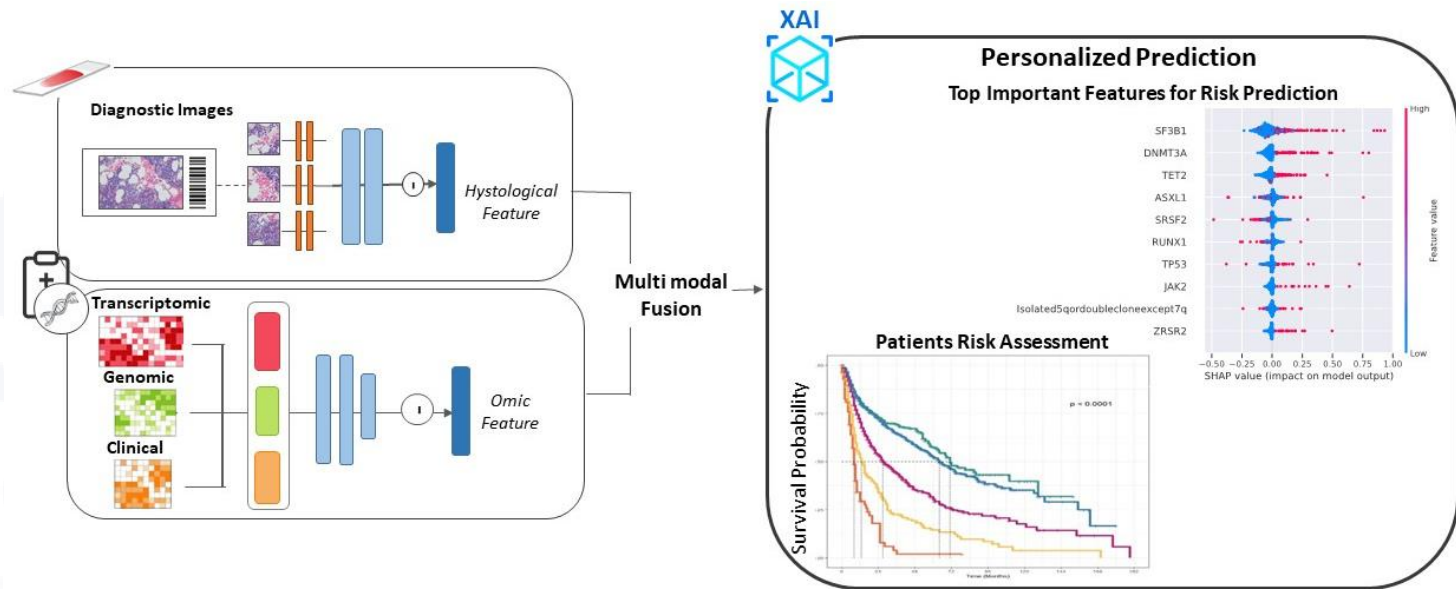 XAI
Diagnostic Images
Hystological
Feature
Transcriptomic
Genomic
Clinical
Omic
Feature
Multi modal
Fusion
Personalized Prediction
Top Important Features for Risk Prediction
SF3B1
DNMT3A
TET2
ASXL1
SRSF2
RUNX1
TP53
JAK2
Isolated5qordoublecloneexcept7q
ZRSR2
−0.50 −0.25 0.00 0.25 0.50 0.75 1.00
SHAP value (impact on model output)
High
Feature value
Low
Patients Risk Assessment
Survival Probability
p < 0.0001
Time (Months)